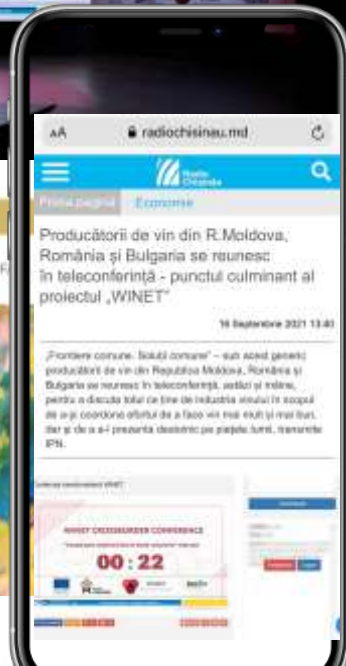 AA radiochisinau.md
Radio
Chisinau
Prima pagină Economie
Producătorii de vin din R.Moldova,
România și Bulgaria se reunesc
în teleconferință - punctul culminant al
proiectul „WINET”
16 Septembrie 2021 13:40
„Frontiere comune. Soluții comune” – sub acest generic
producătorii de vin din Republica Moldova, România și
Bulgaria se reunesc în teleconferință, astăzi și mâine,
pentru a discuta totul ce ține de industria vinului în scopul
de a-și coordona efortul de a face vin mai mult și mai bun,
dar și de a-l prezenta destoinic pe piețele lumii, transmite
IPN.
WINET CROSSBORDER CONFERENCE
00 : 22